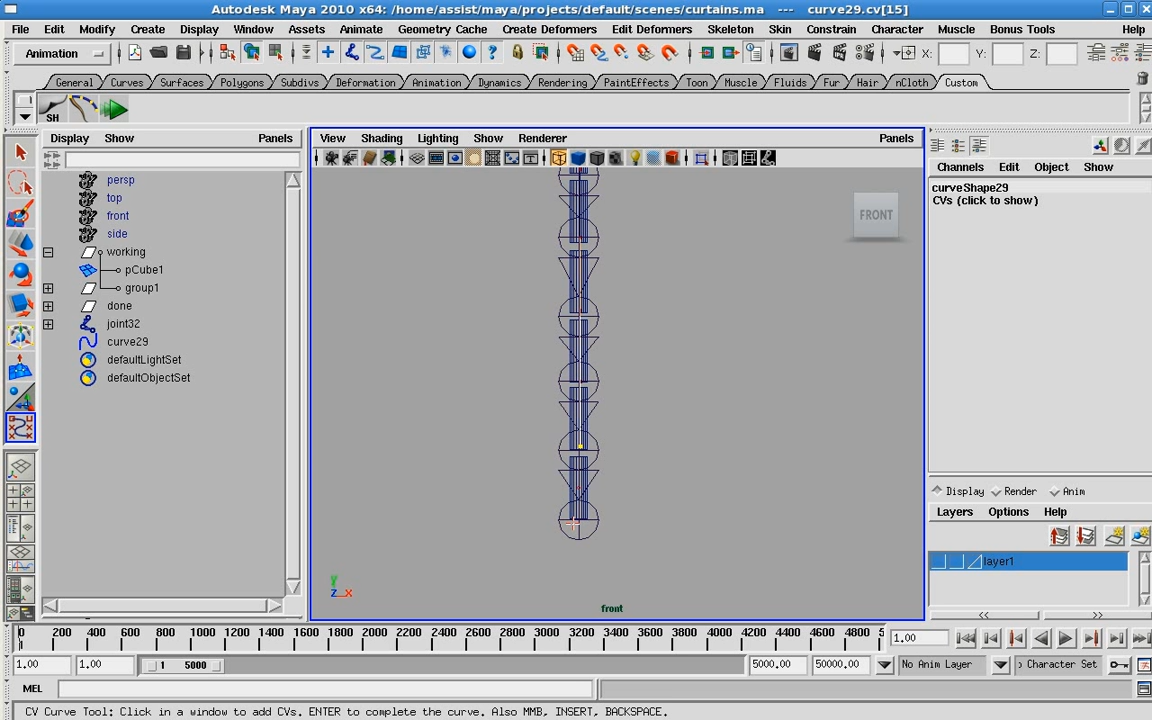 Autodesk Maya 2010 x64: /home/assist/maya/projects/default/scenes/curtains.ma --- curve29.cv[15]
File Edit Modify Create Display Window Assets Animate Geometry Cache Create Deformers Edit Deformers Skeleton Skin Constrain Character Muscle Bonus Tools Help
Animation X: Y: Z:
General Curves Surfaces Polygons Subdivs Deformation Animation Dynamics Rendering PaintEffects Toon Muscle Fluids Fur Hair nCloth Custom
SH
Display Show Panels
View Shading Lighting Show Renderer Panels
persp
top
front
side
working
pCube1
group1
done
joint32
curve29
defaultLightSet
defaultObjectSet
FRONT
y
z x
front
Channels Edit Object Show
curveShape29
CVs (click to show)
Display Render Anim
Layers Options Help
layer1
<< >>
0 200 400 600 800 1000 1200 1400 1600 1800 2000 2200 2400 2600 2800 3000 3200 3400 3600 3800 4000 4200 4400 4600 4800 5 1.00
1.00 1.00 1 5000 5000.00 50000.00 No Anim Layer Character Set
MEL
CV Curve Tool: Click in a window to add CVs. ENTER to complete the curve. Also MMB, INSERT, BACKSPACE.